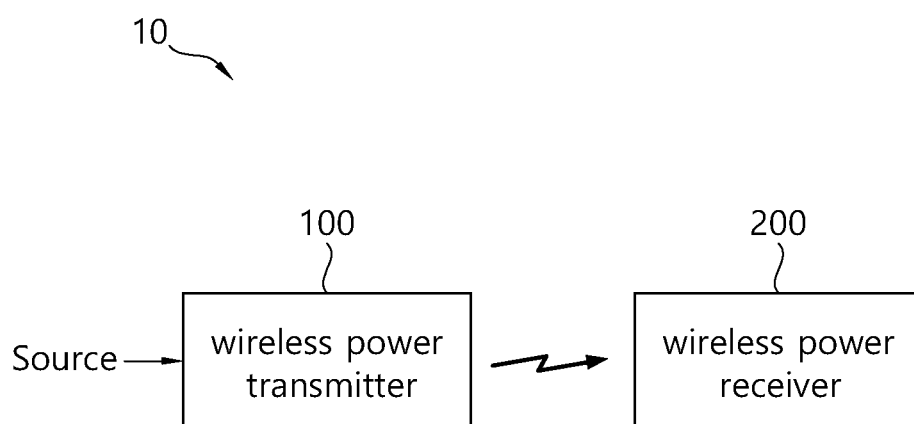 10
100
200
Source
wireless power
transmitter
wireless power
receiver